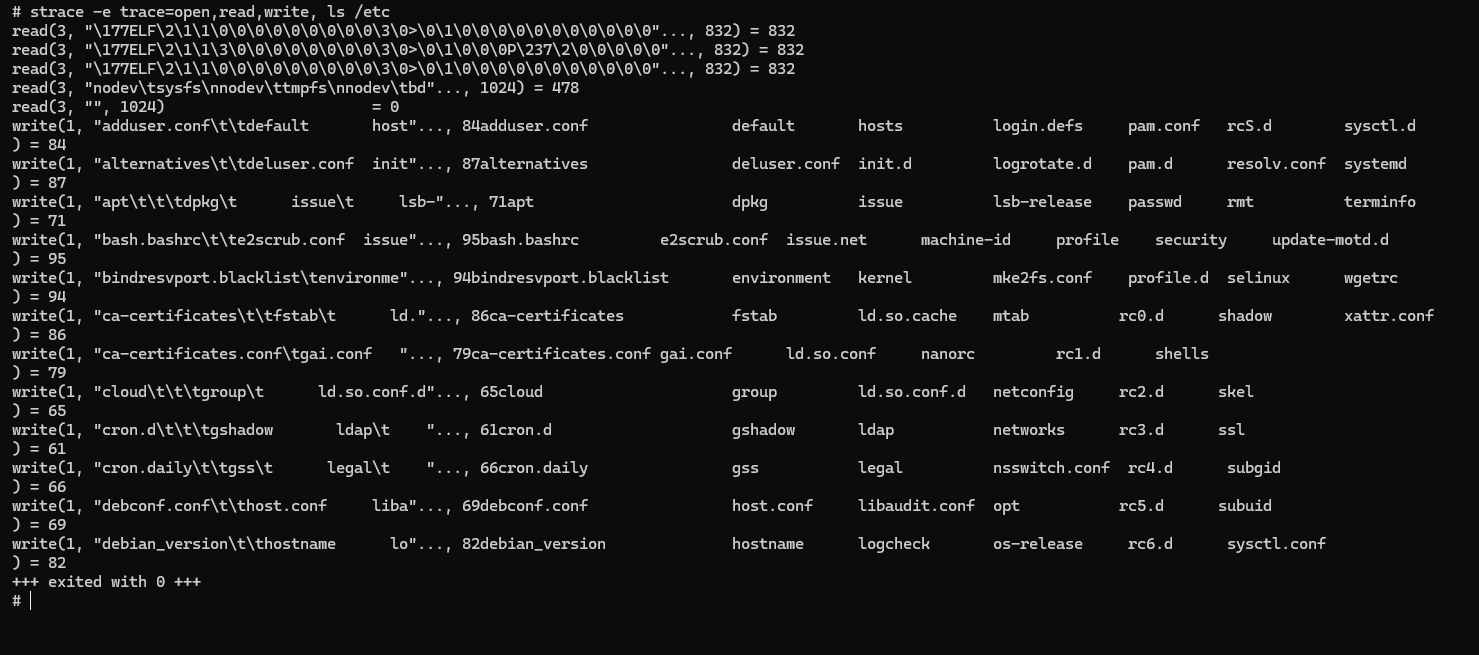 # strace -e trace=open,read,write, ls /etc
read(3, "\177ELF\2\1\1\0\0\0\0\0\0\0\0\0\3\0>\0\1\0\0\0\0\0\0\0\0\0\0\0"..., 832) = 832
read(3, "\177ELF\2\1\1\3\0\0\0\0\0\0\0\0\3\0>\0\1\0\0\0P\237\2\0\0\0\0\0"..., 832) = 832
read(3, "\177ELF\2\1\1\0\0\0\0\0\0\0\0\0\3\0>\0\1\0\0\0\0\0\0\0\0\0\0\0"..., 832) = 832
read(3, "nodev\tsysfs\nnodev\ttmpfs\nnodev\tbd"..., 1024) = 478
read(3, "", 1024)                       = 0
write(1, "adduser.conf\t\tdefault       host"..., 84adduser.conf                default       hosts          login.defs     pam.conf   rcS.d        sysctl.d
) = 84
write(1, "alternatives\t\tdeluser.conf  init"..., 87alternatives                deluser.conf  init.d         logrotate.d    pam.d      resolv.conf  systemd
) = 87
write(1, "apt\t\t\tdpkg\t      issue\t     lsb-"..., 71apt                      dpkg          issue          lsb-release    passwd     rmt          terminfo
) = 71
write(1, "bash.bashrc\t\te2scrub.conf  issue"..., 95bash.bashrc         e2scrub.conf  issue.net      machine-id     profile    security     update-motd.d
) = 95
write(1, "bindresvport.blacklist\tenvironme"..., 94bindresvport.blacklist       environment   kernel         mke2fs.conf    profile.d  selinux      wgetrc
) = 94
write(1, "ca-certificates\t\tfstab\t      ld."..., 86ca-certificates            fstab         ld.so.cache    mtab          rc0.d      shadow        xattr.conf
) = 86
write(1, "ca-certificates.conf\tgai.conf   "..., 79ca-certificates.conf gai.conf      ld.so.conf     nanorc         rc1.d      shells
) = 79
write(1, "cloud\t\t\tgroup\t      ld.so.conf.d"..., 65cloud                     group         ld.so.conf.d   netconfig     rc2.d      skel
) = 65
write(1, "cron.d\t\t\tgshadow       ldap\t    "..., 61cron.d                    gshadow       ldap           networks      rc3.d      ssl
) = 61
write(1, "cron.daily\t\tgss\t      legal\t    "..., 66cron.daily                gss           legal          nsswitch.conf  rc4.d      subgid
) = 66
write(1, "debconf.conf\t\thost.conf     liba"..., 69debconf.conf                host.conf     libaudit.conf  opt           rc5.d      subuid
) = 69
write(1, "debian_version\t\thostname      lo"..., 82debian_version              hostname      logcheck       os-release     rc6.d      sysctl.conf
) = 82
+++ exited with 0 +++
#